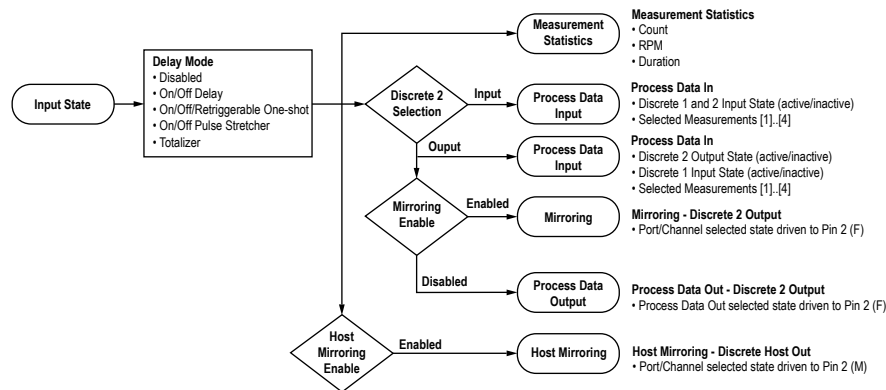 Input State
Delay Mode
• Disabled
• On/Off Delay
• On/Off/Retriggerable One-shot
• On/Off Pulse Stretcher
• Totalizer
Measurement
Statistics
Measurement Statistics
• Count
• RPM
• Duration
Discrete 2
Selection
Input
Process Data
Input
Process Data In
• Discrete 1 and 2 Input State (active/inactive)
• Selected Measurements [1]..[4]
Ouput
Process Data
Input
Process Data In
• Discrete 2 Output State (active/inactive)
• Discrete 1 Input State (active/inactive)
• Selected Measurements [1]..[4]
Mirroring
Enable
Enabled
Mirroring
Mirroring - Discrete 2 Output
• Port/Channel selected state driven to Pin 2 (F)
Disabled
Process Data
Output
Process Data Out - Discrete 2 Output
• Process Data Out selected state driven to Pin 2 (F)
Host
Mirroring
Enable
Enabled
Host Mirroring
Host Mirroring - Discrete Host Out
• Port/Channel selected state driven to Pin 2 (M)